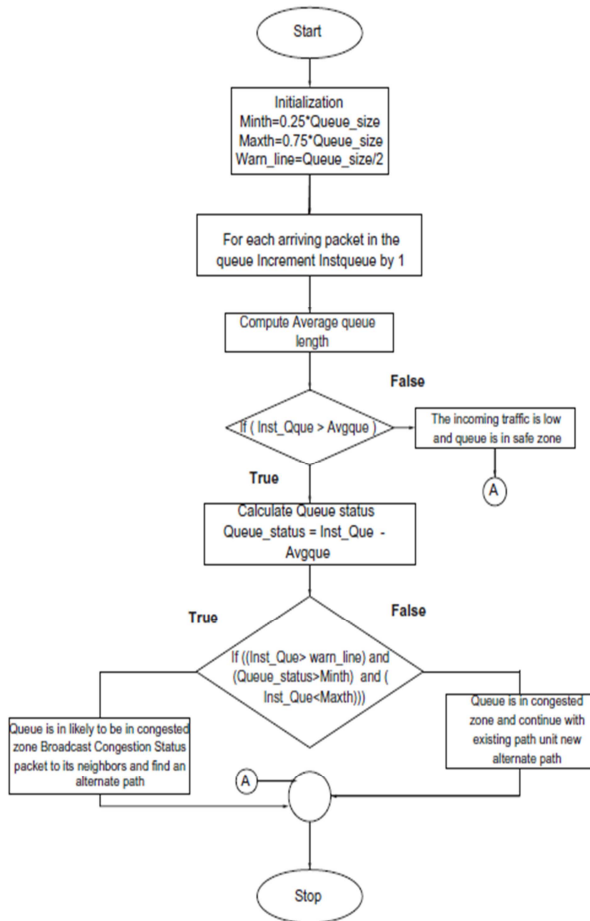 Start
Initialization
Minth=0.25*Queue_size
Maxth=0.75*Queue_size
Warn_line=Queue_size/2
For each arriving packet in the
queue Increment Instqueue by 1
Compute Average queue
length
False
If ( Inst_Qque > Avgque )
The incoming traffic is low
and queue is in safe zone
A
True
Calculate Queue status
Queue_status = Inst_Que -
Avgque
True
False
If ((Inst_Que> warn_line) and
(Queue_status>Minth) and (
Inst_Que<Maxth)))
Queue is in likely to be in congested
zone Broadcast Congestion Status
packet to its neighbors and find an
alternate path
Queue is in congested
zone and continue with
existing path unit new
alternate path
A
Stop